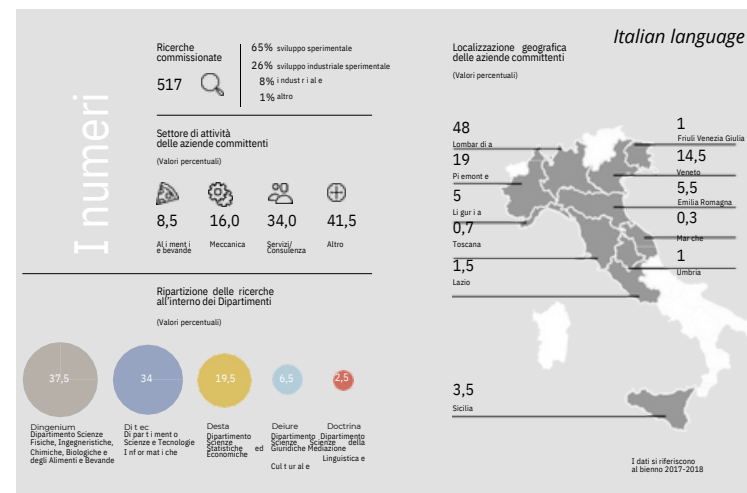 Italian language
I numeri
Ricerche
commissionate
517
65% sviluppo sperimentale
26% sviluppo industriale sperimentale
8% industriale
1% altro
Settore di attività
delle aziende committenti
(Valori percentuali)
8,5
Alimenti
e bevande
16,0
Meccanica
34,0
Servizi/
Consulenza
41,5
Altro
Ripartizione delle ricerche
all'interno dei Dipartimenti
(Valori percentuali)
37,5
34
19,5
6,5
2,5
Dingenium
Dipartimento Scienze
Fisiche, Ingegneristiche,
Chimiche, Biologiche e
degli Alimenti e Bevande
Ditec
Dipartimento
Scienze e Tecnologie
Informatiche
Desta
Dipartimento
Scienze
Statistiche ed
Economiche
Deiure
Dipartimento
Scienze
Giuridiche
Doctrina
Dipartimento
Scienze della
Mediazione
Linguistica e
Culturale
Localizzazione geografica
delle aziende committenti
(Valori percentuali)
48
Lombardia
19
Piemonte
5
Liguria
0,7
Toscana
1,5
Lazio
3,5
Sicilia
1
Friuli Venezia Giulia
14,5
Veneto
5,5
Emilia Romagna
0,3
Marche
1
Umbria
I dati si riferiscono
al bienno 2017-2018